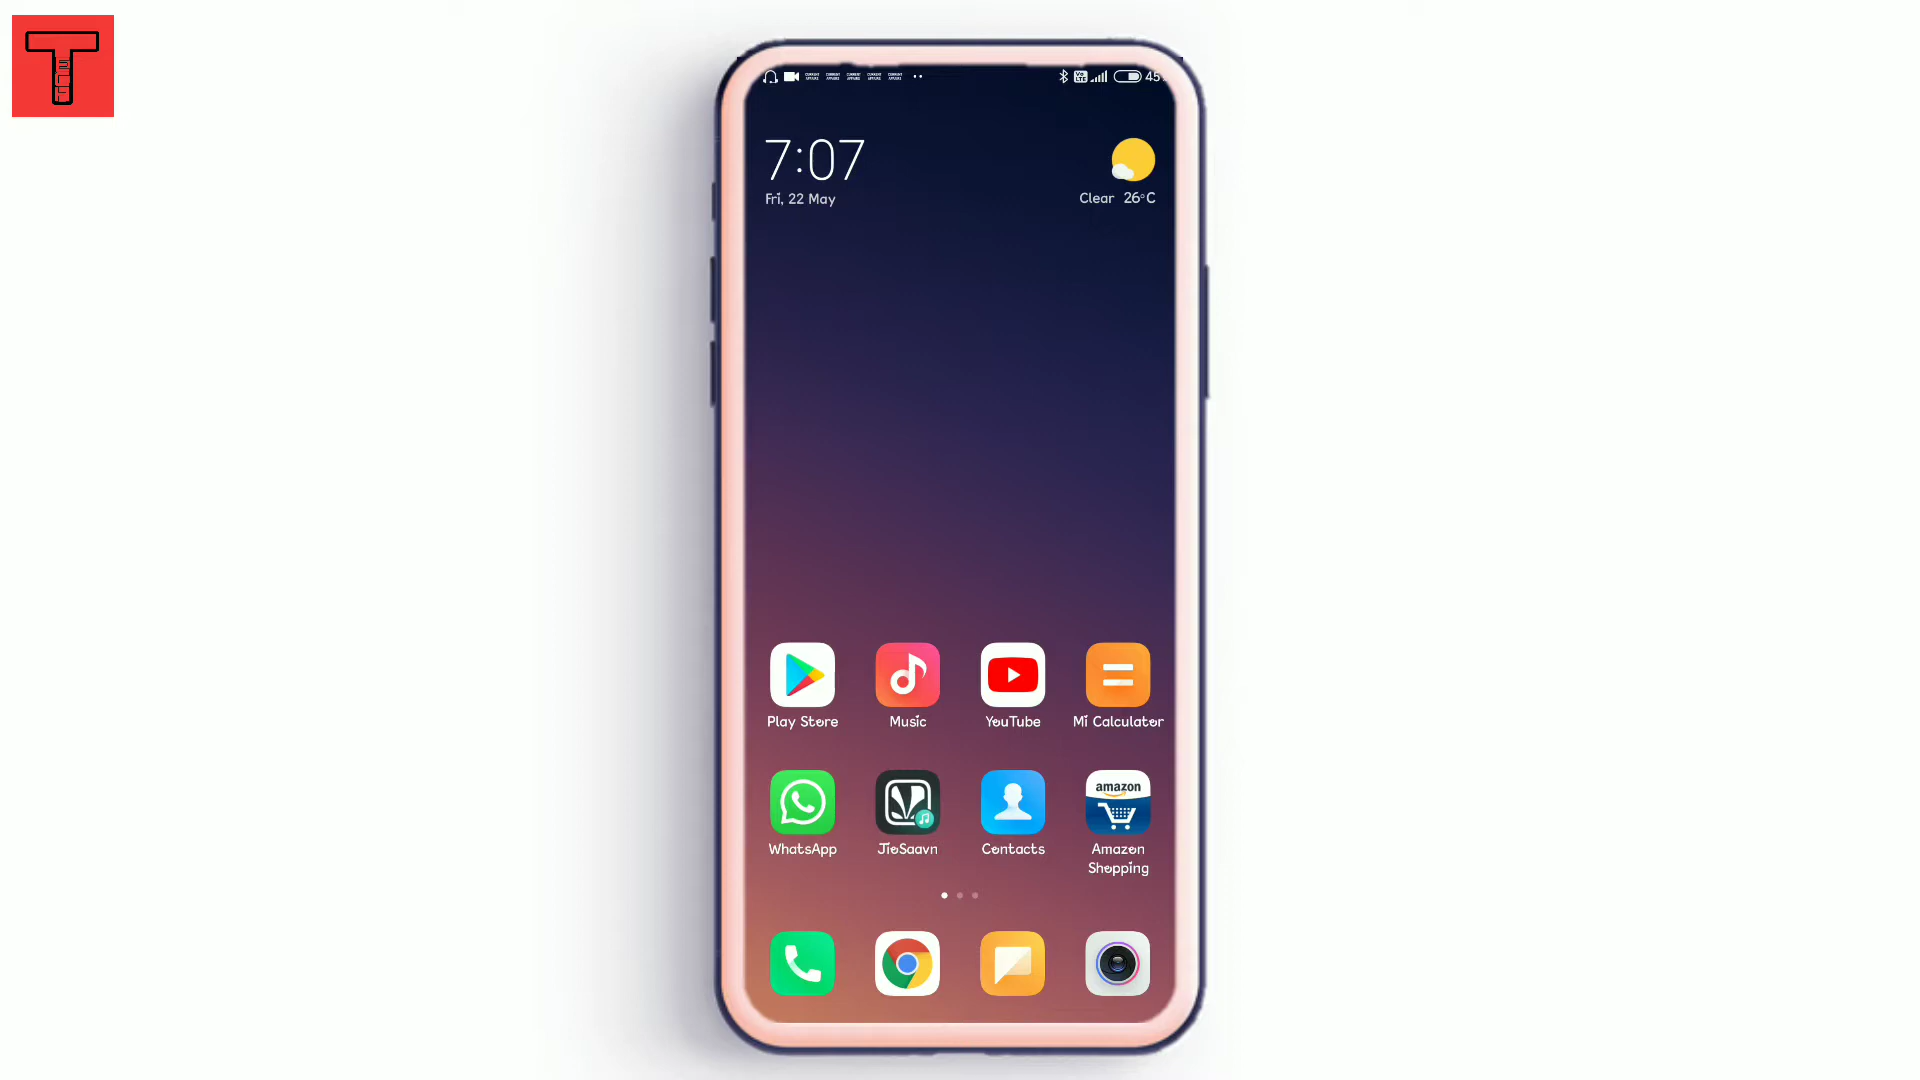 45
7:07
Fri, 22 May
Clear 26°C
Play Store
Music
YouTube
Mi Calculator
amazon
WhatsApp
JioSaavn
Contacts
Amazon
Shopping